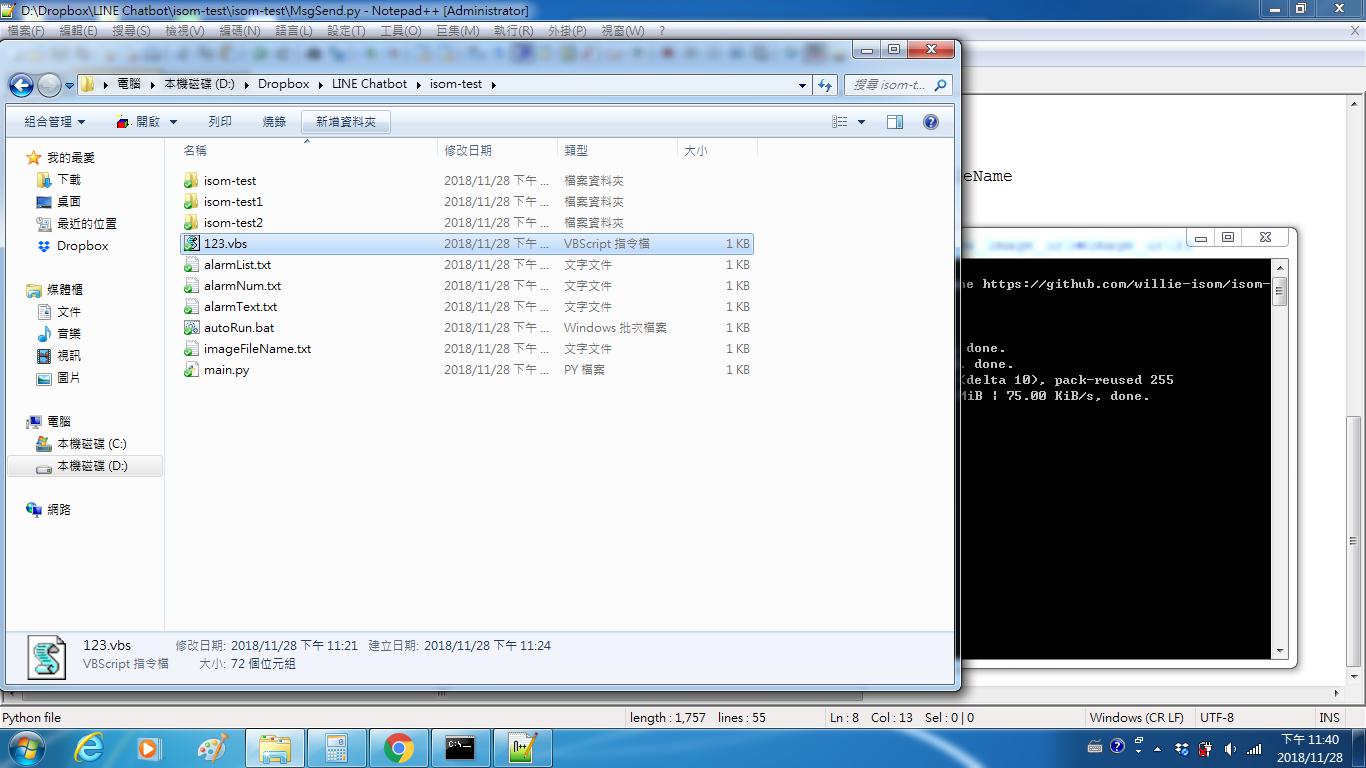 D:\Dropbox\LINE Chatbot\isom-test\isom-test\MsgSend.py - Notepad++ [Administrator]
檔案(F) 編輯(E) 搜尋(S) 檢視(V) 編碼(N) 語言(L) 設定(T) 工具(O) 巨集(M) 執行(R) 外掛(P) 視窗(W) ?
電腦 本機磁碟 (D:) Dropbox LINE Chatbot isom-test
搜尋 isom-t...
組合管理 開啟 列印 燒錄 新增資料夾
我的最愛
下載
桌面
最近的位置
Dropbox
媒體櫃
文件
音樂
視訊
圖片
電腦
本機磁碟 (C:)
本機磁碟 (D:)
網路
名稱 修改日期 類型 大小
isom-test 2018/11/28 下午 ... 檔案資料夾
isom-test1 2018/11/28 下午 ... 檔案資料夾
isom-test2 2018/11/28 下午 ... 檔案資料夾
123.vbs 2018/11/28 下午 ... VBScript 指令檔 1 KB
alarmList.txt 2018/11/28 下午 ... 文字文件 1 KB
alarmNum.txt 2018/11/28 下午 ... 文字文件 1 KB
alarmText.txt 2018/11/28 下午 ... 文字文件 1 KB
autoRun.bat 2018/11/28 下午 ... Windows 批次檔案 1 KB
imageFileName.txt 2018/11/28 下午 ... 文字文件 1 KB
main.py 2018/11/28 下午 ... PY 檔案 1 KB
123.vbs 修改日期: 2018/11/28 下午 11:21 建立日期: 2018/11/28 下午 11:24
VBScript 指令檔 大小: 72 個位元組
eName
ne https://github.com/willie-isom/isom-
done.
. done.
(delta 10), pack-reused 255
MiB | 75.00 KiB/s, done.
Python file length : 1,757 lines : 55 Ln : 8 Col : 13 Sel : 0 | 0 Windows (CR LF) UTF-8 INS
下午 11:40
2018/11/28